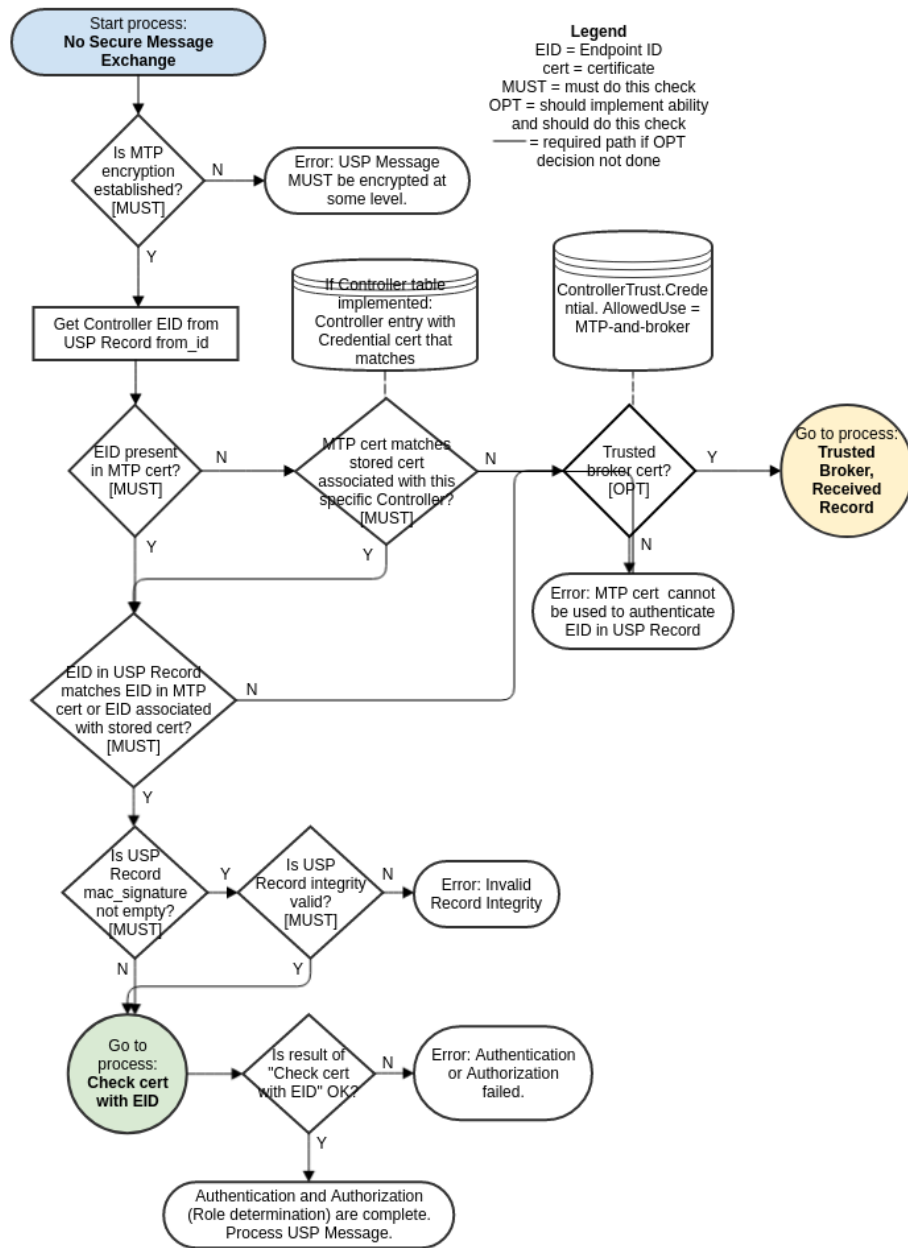 Start process:
No Secure Message
Exchange
Legend
EID = Endpoint ID
cert = certificate
MUST = must do this check
OPT = should implement ability
and should do this check
= required path if OPT
decision not done
Is MTP
encryption
established?
[MUST]
N
Error: USP Message
MUST be encrypted at
some level.
Y
Get Controller EID from
USP Record from_id
If Controller table
implemented:
Controller entry with
Credential cert that
matches
ControllerTrust.Crede
ntial. AllowedUse =
MTP-and-broker
EID present
in MTP cert?
[MUST]
N
MTP cert matches
stored cert
associated with this
specific Controller?
[MUST]
N
Trusted
broker cert?
[OPT]
Y
Go to process:
Trusted
Broker,
Received
Record
Y
Y
N
Error: MTP cert  cannot
be used to authenticate
EID in USP Record
EID in USP Record
matches EID in MTP
cert or EID associated
with stored cert?
[MUST]
N
Y
Is USP
Record
mac_signature
not empty?
[MUST]
Y
Is USP
Record integrity
valid?
[MUST]
N
Error: Invalid
Record Integrity
N
Y
Go to
process:
Check cert
with EID
Is result of
"Check cert
with EID" OK?
N
Error: Authentication
or Authorization
failed.
Y
Authentication and Authorization
(Role determination) are complete.
Process USP Message.